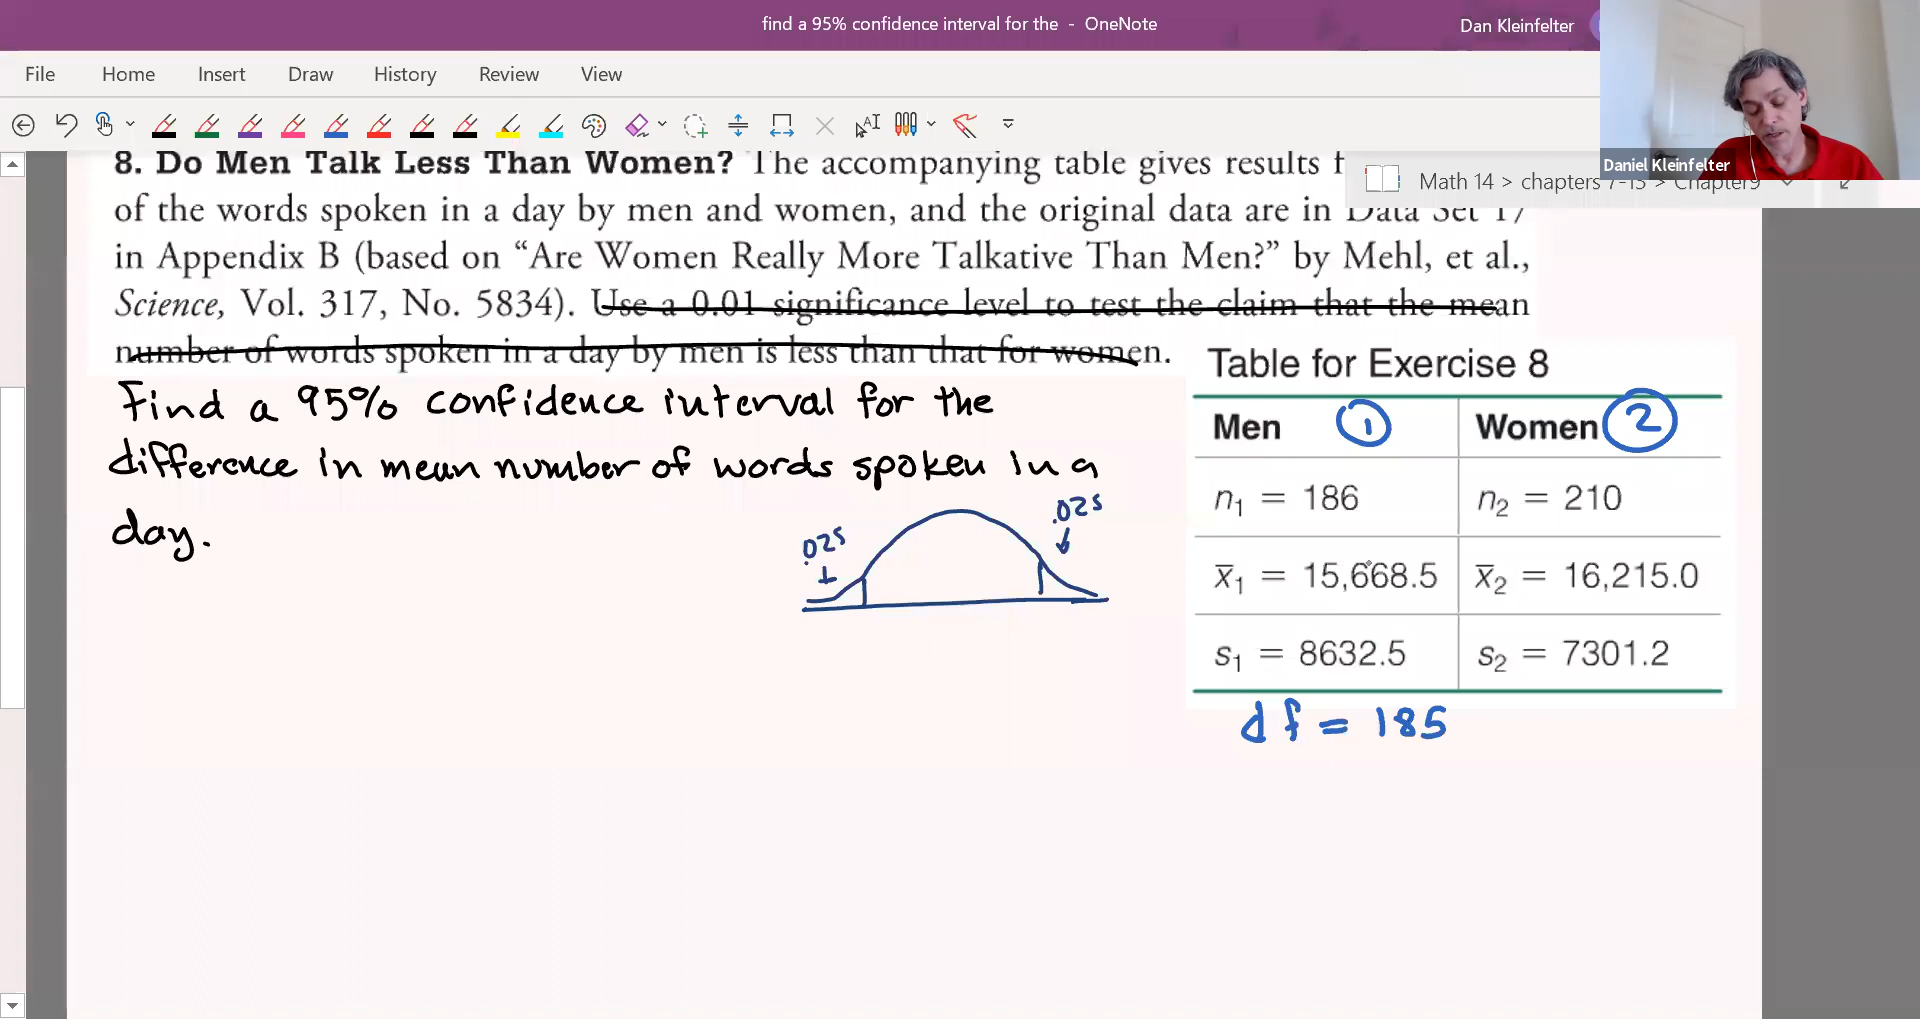 find a 95% confidence interval for the - OneNote
Dan Kleinfelter
File Home Insert Draw History Review View
Daniel Kleinfelter
Math 14 > chapters 7-13 > Chapter9
8. Do Men Talk Less Than Women? The accompanying table gives results
of the words spoken in a day by men and women, and the original data are in Data Set 17
in Appendix B (based on “Are Women Really More Talkative Than Men?” by Mehl, et al.,
Science, Vol. 317, No. 5834). Use a 0.01 significance level to test the claim that the mean
number of words spoken in a day by men is less than that for women.
Find a 95% confidence interval for the
difference in mean number of words spoken in a
day.
.025
.025
Table for Exercise 8
Men 1 Women 2
n₁ = 186 n₂ = 210
x̅₁ = 15,668.5 x̅₂ = 16,215.0
s₁ = 8632.5 s₂ = 7301.2
df = 185